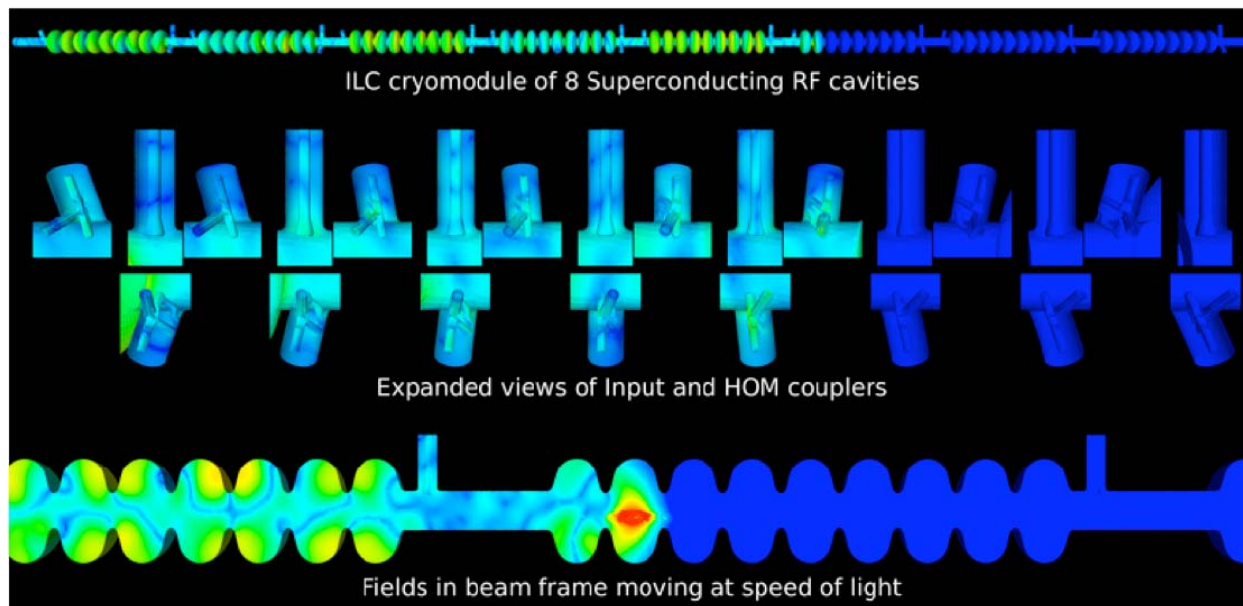 ILC cryomodule of 8 Superconducting RF cavities
Expanded views of Input and HOM couplers
Fields in beam frame moving at speed of light